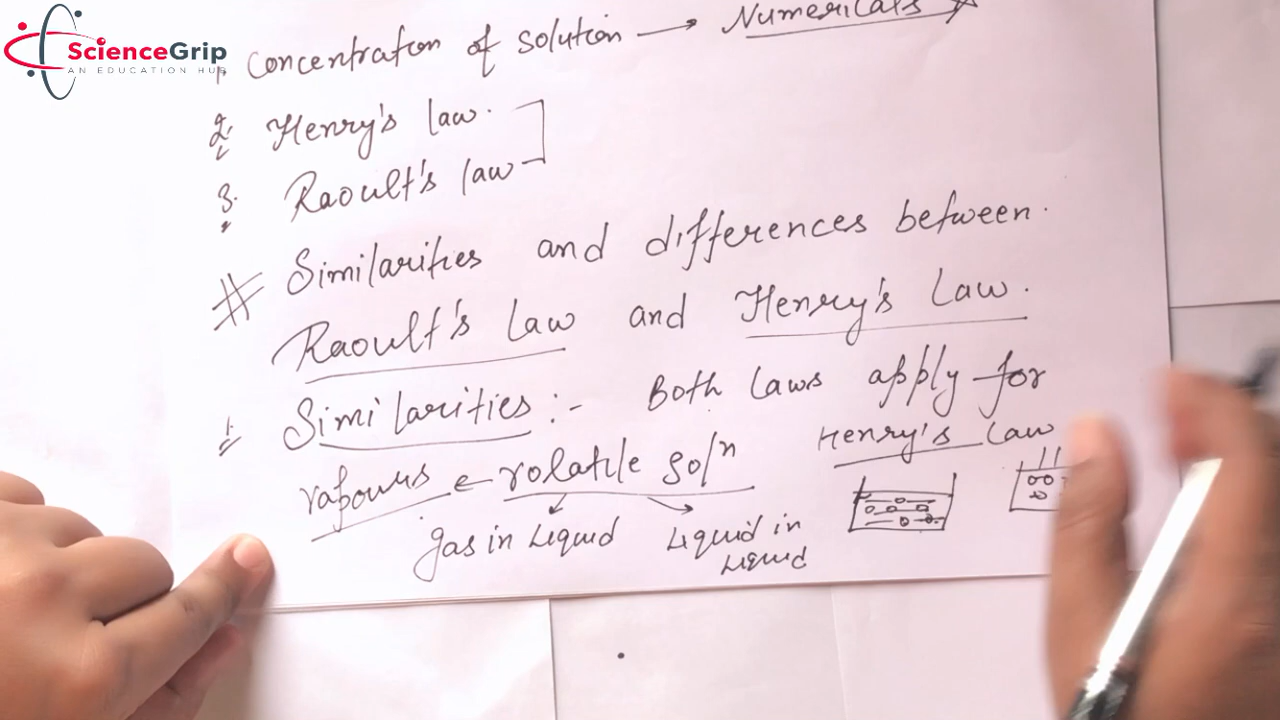 ScienceGrip
AN EDUCATION HUB
1. Concentration of solution → Numericals
2. Henry's law.
3. Raoult's law
# Similarities and differences between.
Raoult's Law and Henry's Law.
1. Similarities :- Both Laws apply for
vapours ← volatile solⁿ
Henry's Law
gas in Liquid
Liquid in
Liquid